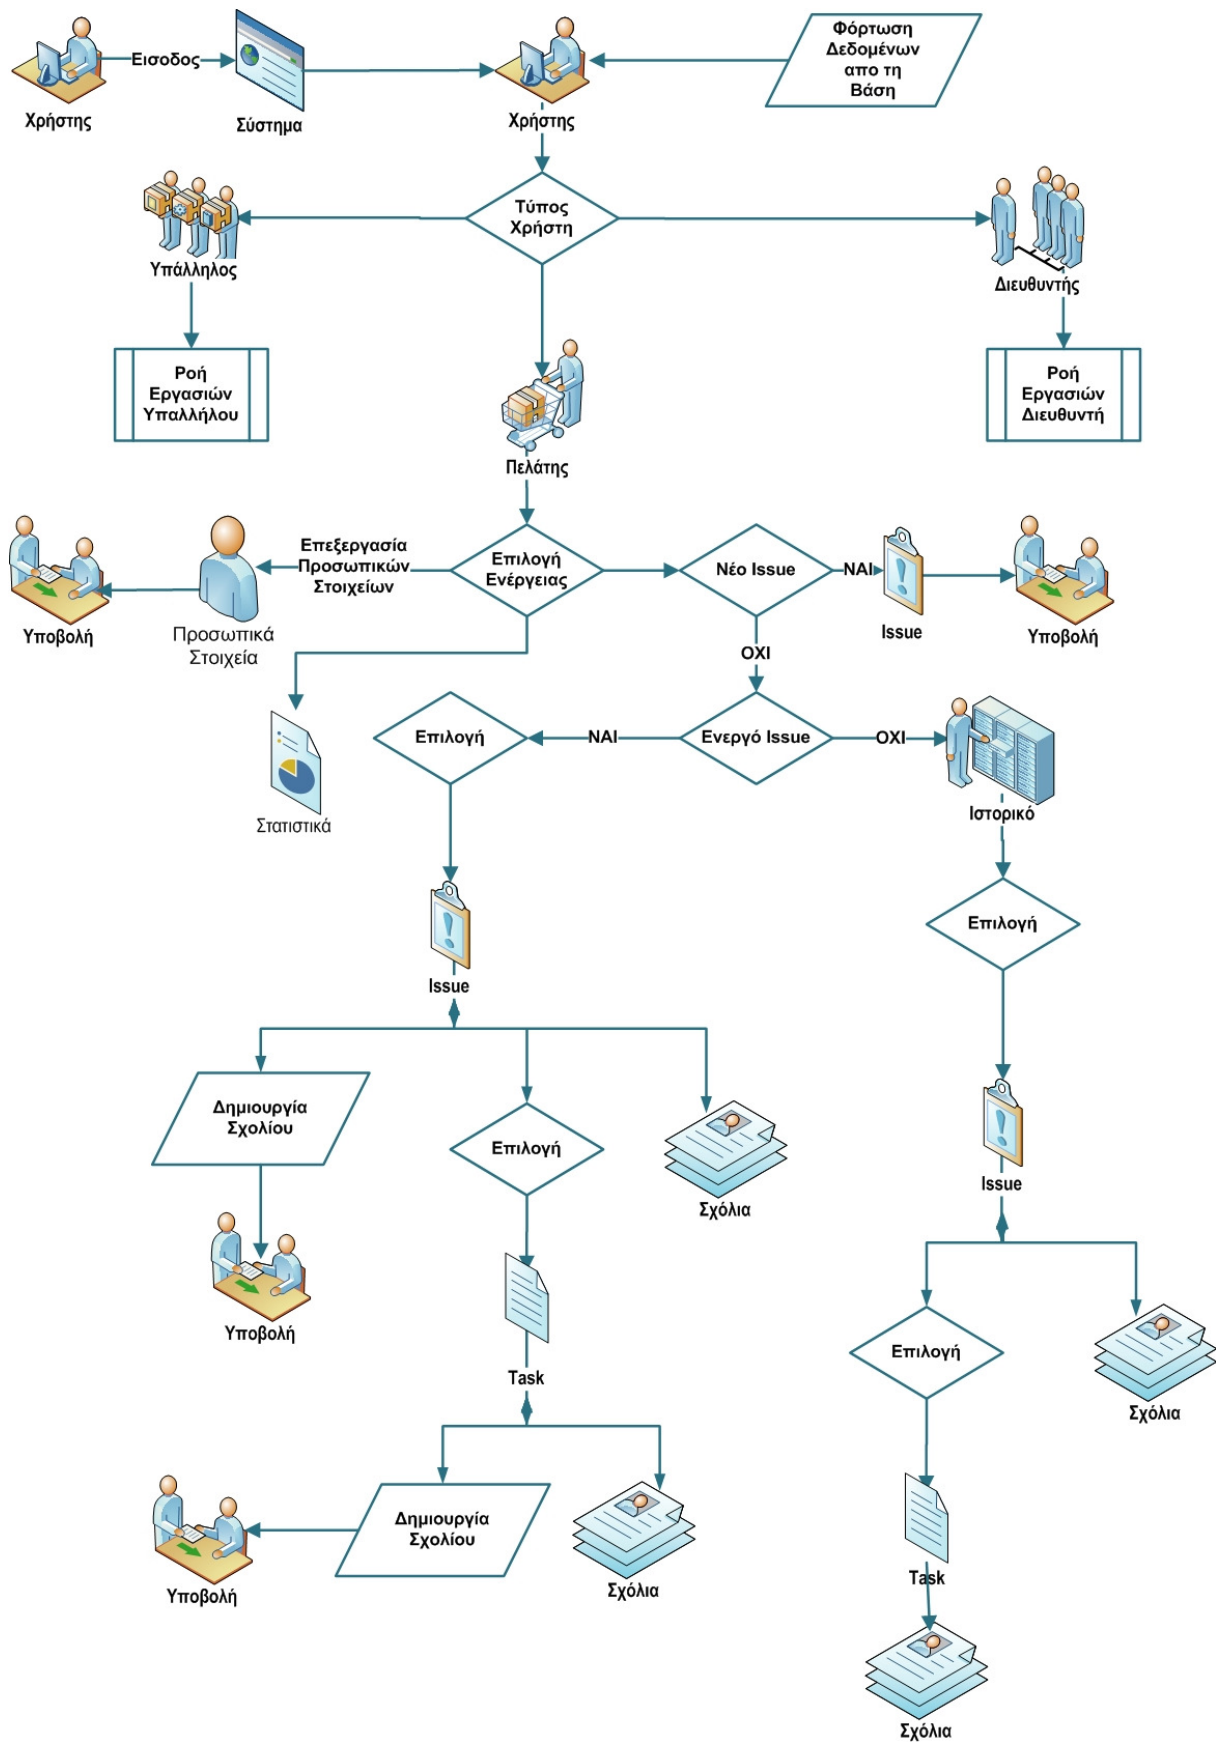 Εισοδος
Χρήστης
Σύστημα
Χρήστης
Φόρτωση
Δεδομένων
απο τη
Βάση
Τύπος
Χρήστη
Υπάλληλος
Διευθυντής
Ροή
Εργασιών
Υπαλλήλου
Ροή
Εργασιών
Διευθυντή
Πελάτης
Επεξεργασία
Προσωπικών
Στοιχείων
Επιλογή
Ενέργειας
Νέο Issue
ΝΑΙ
Υποβολή
Προσωπικά
Στοιχεία
Issue
Υποβολή
ΟΧΙ
Επιλογή
ΝΑΙ
Ενεργό Issue
ΟΧΙ
Στατιστικά
Ιστορικό
Επιλογή
Issue
Δημιουργία
Σχολίου
Επιλογή
Σχόλια
Issue
Υποβολή
Task
Επιλογή
Σχόλια
Δημιουργία
Σχολίου
Υποβολή
Σχόλια
Task
Σχόλια